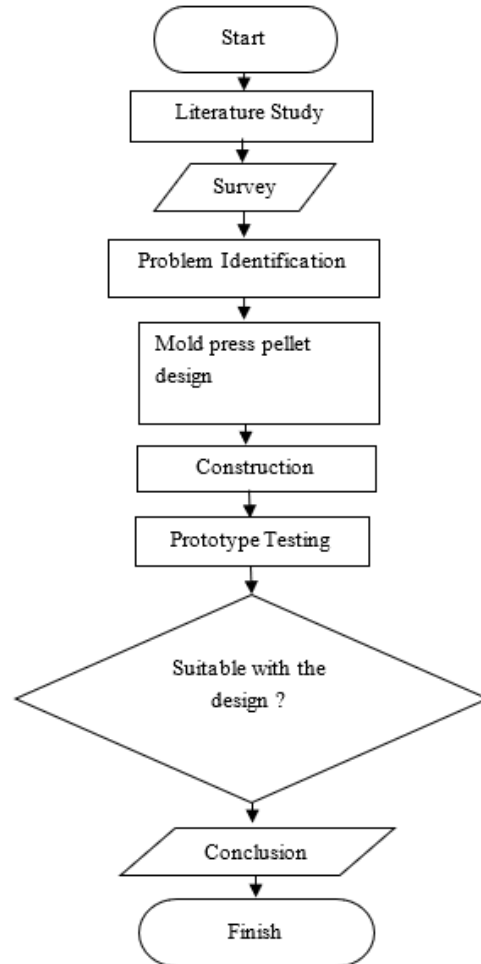 Start
Literature Study
Survey
Problem Identification
Mold press pellet
design
Construction
Prototype Testing
Suitable with the
design ?
Conclusion
Finish